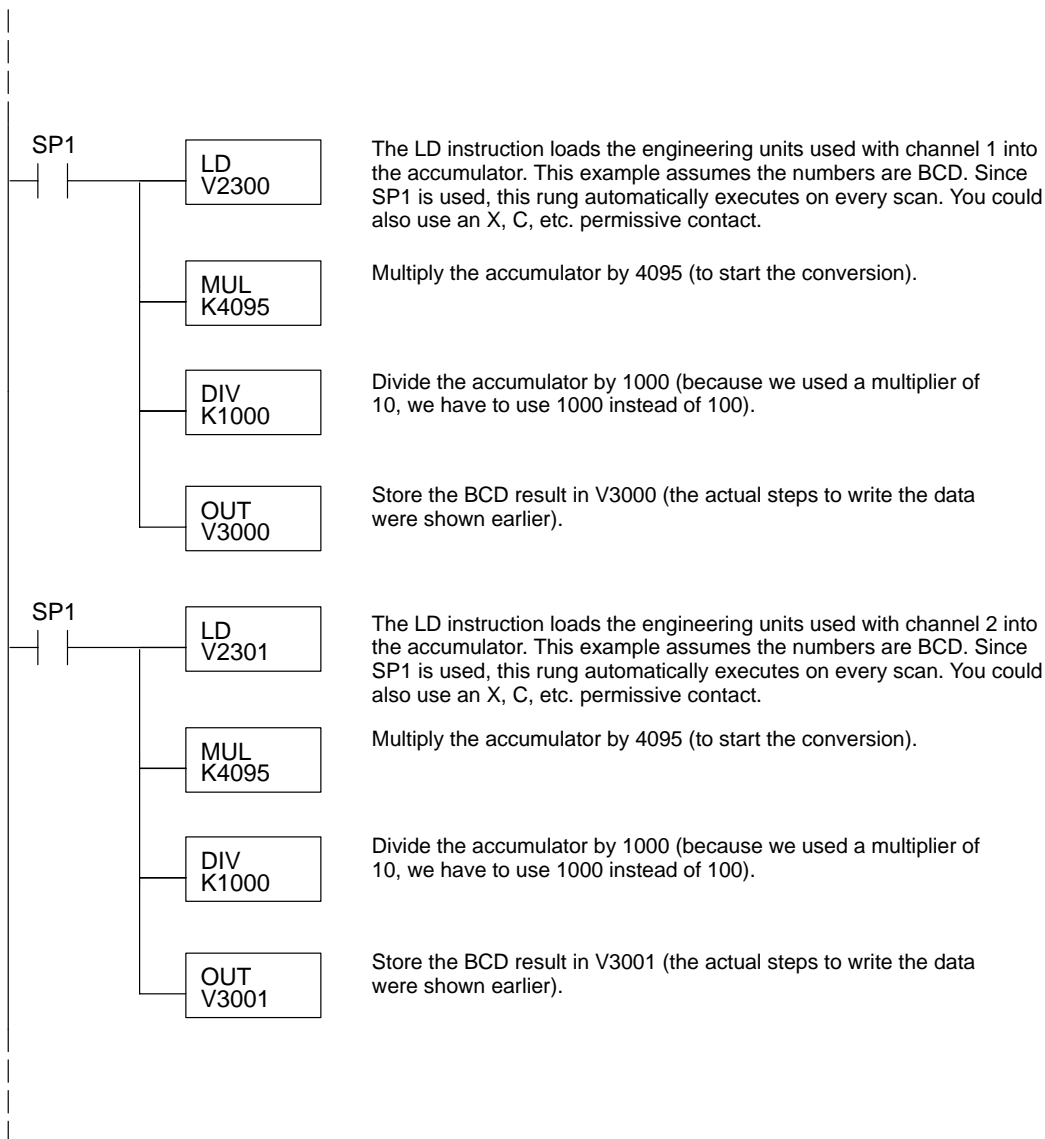 SP1
LD
V2300
The LD instruction loads the engineering units used with channel 1 into
the accumulator. This example assumes the numbers are BCD. Since
SP1 is used, this rung automatically executes on every scan. You could
also use an X, C, etc. permissive contact.
MUL
K4095
Multiply the accumulator by 4095 (to start the conversion).
DIV
K1000
Divide the accumulator by 1000 (because we used a multiplier of
10, we have to use 1000 instead of 100).
OUT
V3000
Store the BCD result in V3000 (the actual steps to write the data
were shown earlier).
SP1
LD
V2301
The LD instruction loads the engineering units used with channel 2 into
the accumulator. This example assumes the numbers are BCD. Since
SP1 is used, this rung automatically executes on every scan. You could
also use an X, C, etc. permissive contact.
MUL
K4095
Multiply the accumulator by 4095 (to start the conversion).
DIV
K1000
Divide the accumulator by 1000 (because we used a multiplier of
10, we have to use 1000 instead of 100).
OUT
V3001
Store the BCD result in V3001 (the actual steps to write the data
were shown earlier).